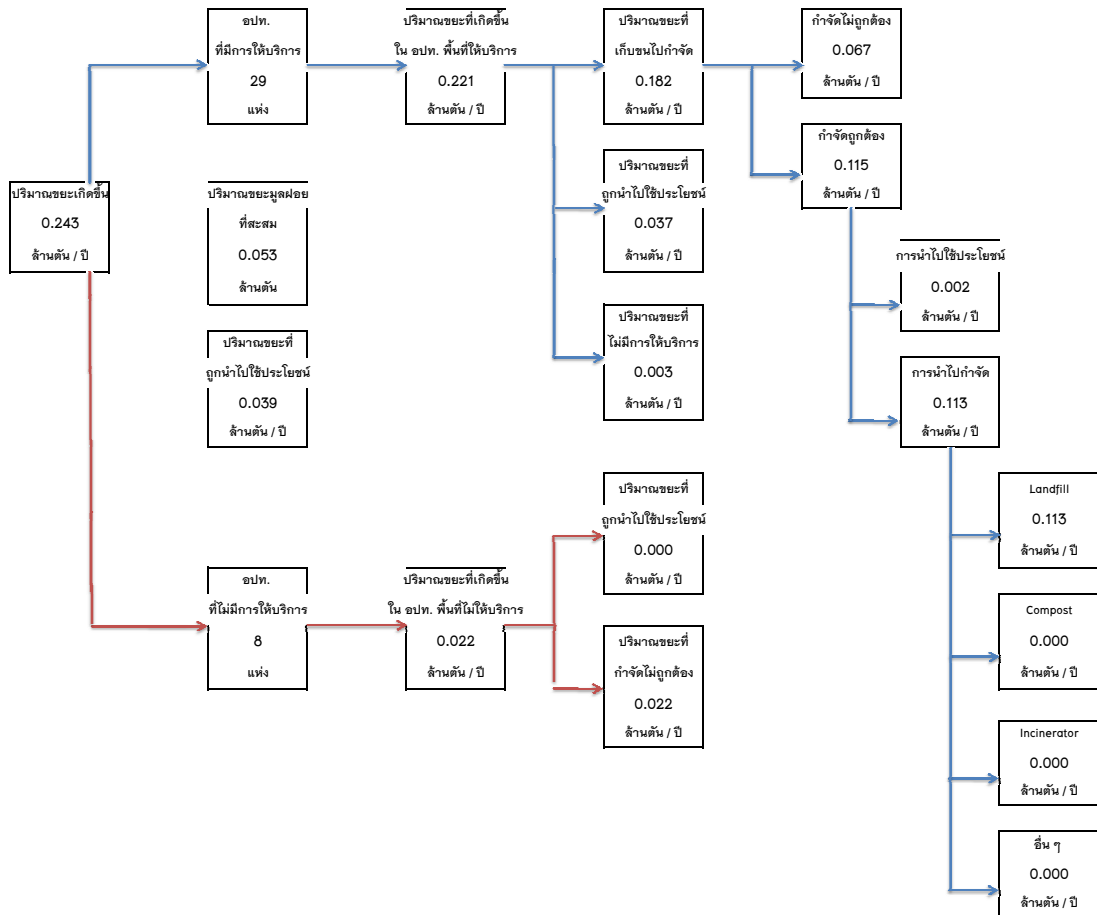 อปท.
ที่มีการให้บริการ
29
แห่ง
ปริมาณขยะที่เกิดขึ้น
ใน อปท. พื้นที่ให้บริการ
0.221
ล้านตัน / ปี
ปริมาณขยะที่
เก็บขนไปกำจัด
0.182
ล้านตัน / ปี
กำจัดไม่ถูกต้อง
0.067
ล้านตัน / ปี
กำจัดถูกต้อง
0.115
ล้านตัน / ปี
ปริมาณขยะเกิดขึ้น
0.243
ล้านตัน / ปี
ปริมาณขยะมูลฝอย
ที่สะสม
0.053
ล้านตัน
ปริมาณขยะที่
ถูกนำไปใช้ประโยชน์
0.037
ล้านตัน / ปี
การนำไปใช้ประโยชน์
0.002
ล้านตัน / ปี
ปริมาณขยะที่
ถูกนำไปใช้ประโยชน์
0.039
ล้านตัน / ปี
ปริมาณขยะที่
ไม่มีการให้บริการ
0.003
ล้านตัน / ปี
การนำไปกำจัด
0.113
ล้านตัน / ปี
ปริมาณขยะที่
ถูกนำไปใช้ประโยชน์
0.000
ล้านตัน / ปี
Landfill
0.113
ล้านตัน / ปี
อปท.
ที่ไม่มีการให้บริการ
8
แห่ง
ปริมาณขยะที่เกิดขึ้น
ใน อปท. พื้นที่ไม่ให้บริการ
0.022
ล้านตัน / ปี
ปริมาณขยะที่
กำจัดไม่ถูกต้อง
0.022
ล้านตัน / ปี
Compost
0.000
ล้านตัน / ปี
Incinerator
0.000
ล้านตัน / ปี
อื่น ๆ
0.000
ล้านตัน / ปี